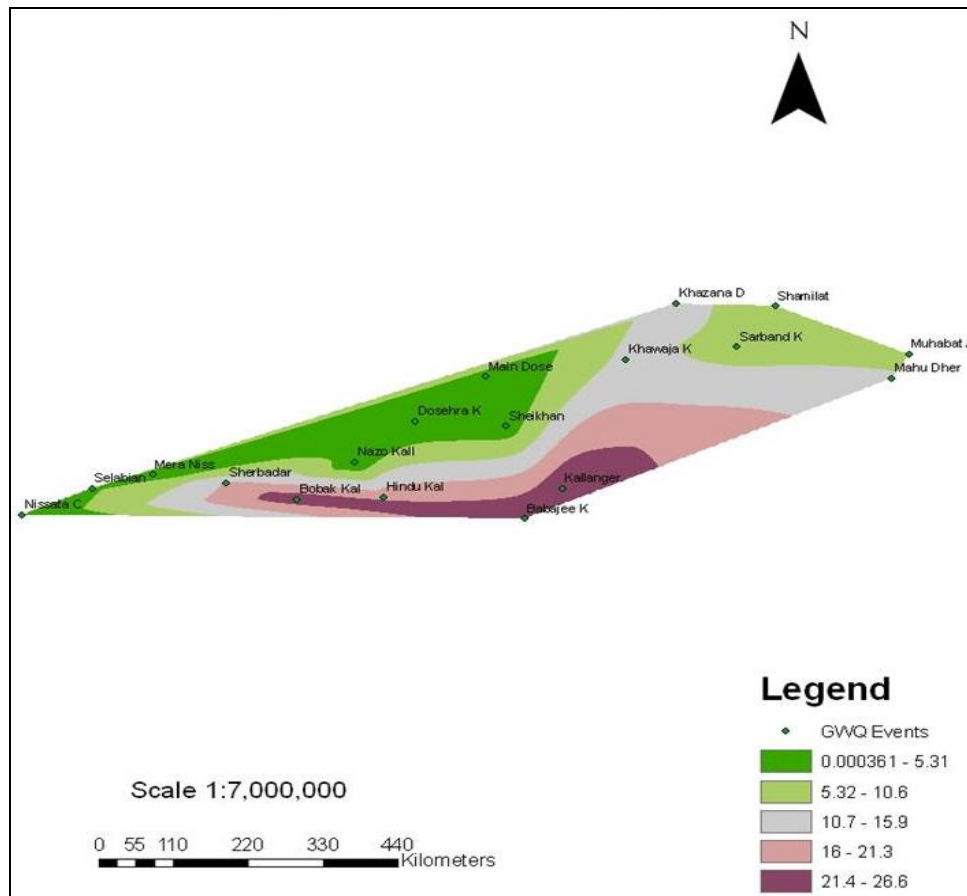 N
Khazana D
Shamilat
Sarband K
Muhabat A
Khawaja K
Mahu Dher
Main Dose
Dosehra K
Sheikhan
Nazo Kall
Mera Niss
Selabian
Sherbadar
Bobak Kal
Hindu Kal
Kallanger
Nissata C
Babajee K
Legend
GWQ Events
0.000361 - 5.31
5.32 - 10.6
10.7 - 15.9
16 - 21.3
21.4 - 26.6
Scale 1:7,000,000
0 55 110 220 330 440
Kilometers